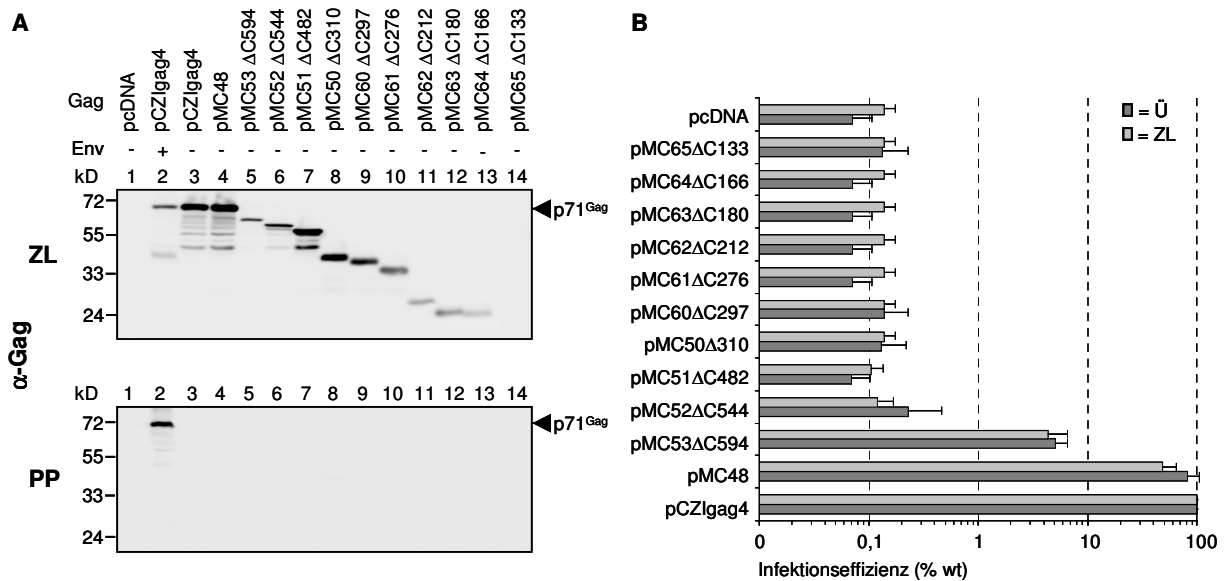 A
Gag
pcDNA
pCZIgag4
pCZIgag4
pMC48
pMC53 ΔC594
pMC52 ΔC544
pMC51 ΔC482
pMC50 ΔC310
pMC60 ΔC297
pMC61 ΔC276
pMC62 ΔC212
pMC63 ΔC180
pMC64 ΔC166
pMC65 ΔC133
Env - + - - - - - - - - - - - -
kD 1 2 3 4 5 6 7 8 9 10 11 12 13 14
72
55
33
24
ZL
p71Gag
α-Gag
kD 1 2 3 4 5 6 7 8 9 10 11 12 13 14
72
55
33
24
PP
p71Gag
B
= Ü
= ZL
pcDNA
pMC65ΔC133
pMC64ΔC166
pMC63ΔC180
pMC62ΔC212
pMC61ΔC276
pMC60ΔC297
pMC50Δ310
pMC51ΔC482
pMC52ΔC544
pMC53ΔC594
pMC48
pCZIgag4
0 0,1 1 10 100
Infektionseffizienz (% wt)